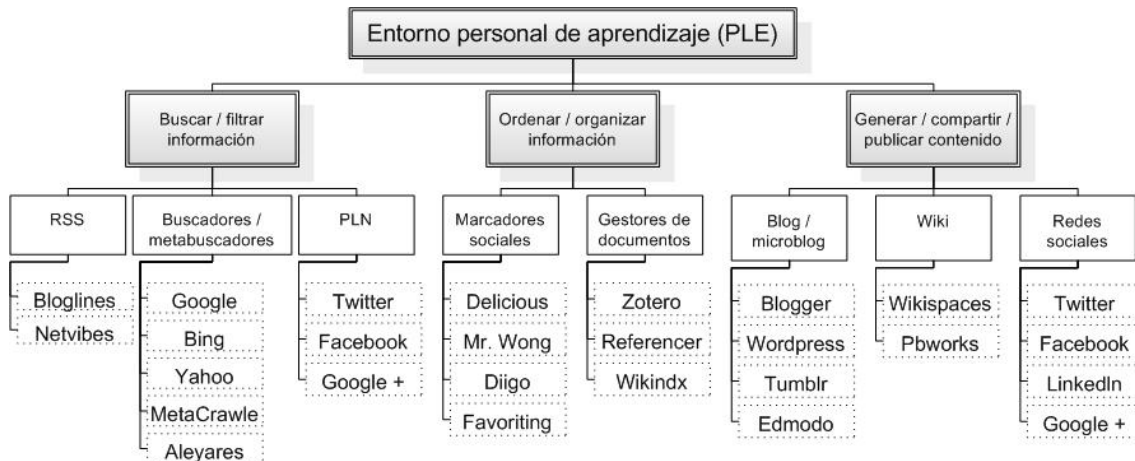 Entorno personal de aprendizaje (PLE)
Buscar / filtrar
información
Ordenar / organizar
información
Generar / compartir /
publicar contenido
RSS
Buscadores /
metabuscadores
PLN
Marcadores
sociales
Gestores de
documentos
Blog /
microblog
Wiki
Redes
sociales
Bloglines
Netvibes
Google
Bing
Yahoo
MetaCrawle
Aleyares
Twitter
Facebook
Google +
Delicious
Mr. Wong
Diigo
Favoriting
Zotero
Referencer
Wikindx
Blogger
Wordpress
Tumblr
Edmodo
Wikispaces
Pbworks
Twitter
Facebook
LinkedIn
Google +